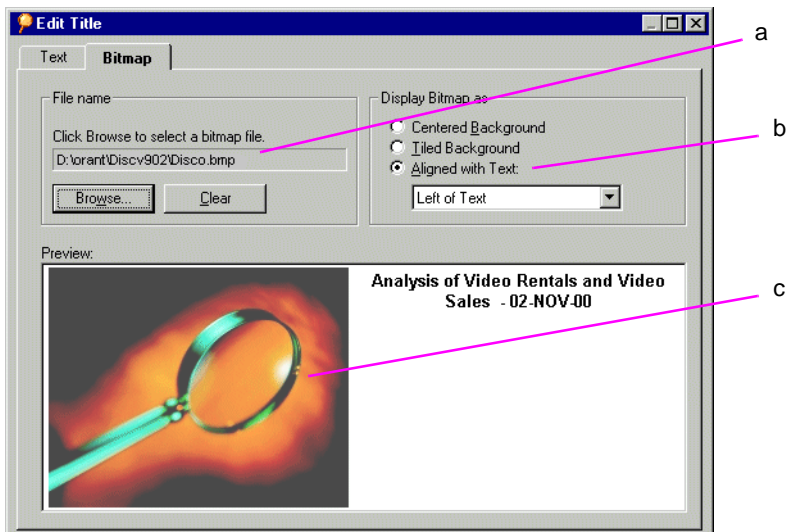 Edit Title
a
Text Bitmap
File name
Display Bitmap as
Click Browse to select a bitmap file.
Centered Background
b
D:\orant\Discv902\Disco.bmp
Tiled Background
Aligned with Text:
Browse... Clear
Left of Text
Preview:
Analysis of Video Rentals and Video
Sales - 02-NOV-00
c